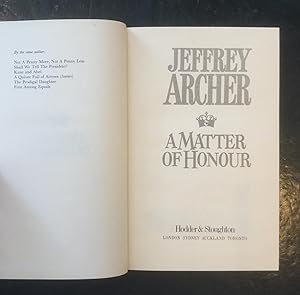 By the same author:
Not A Penny More, Not A Penny Less
Shall We Tell The President?
Kane and Abel
A Quiver Full of Arrows (Stories)
The Prodigal Daughter
First Among Equals
JEFFREY
ARCHER
A MATTER
OF HONOUR
Hodder & Stoughton
LONDON SYDNEY AUCKLAND TORONTO